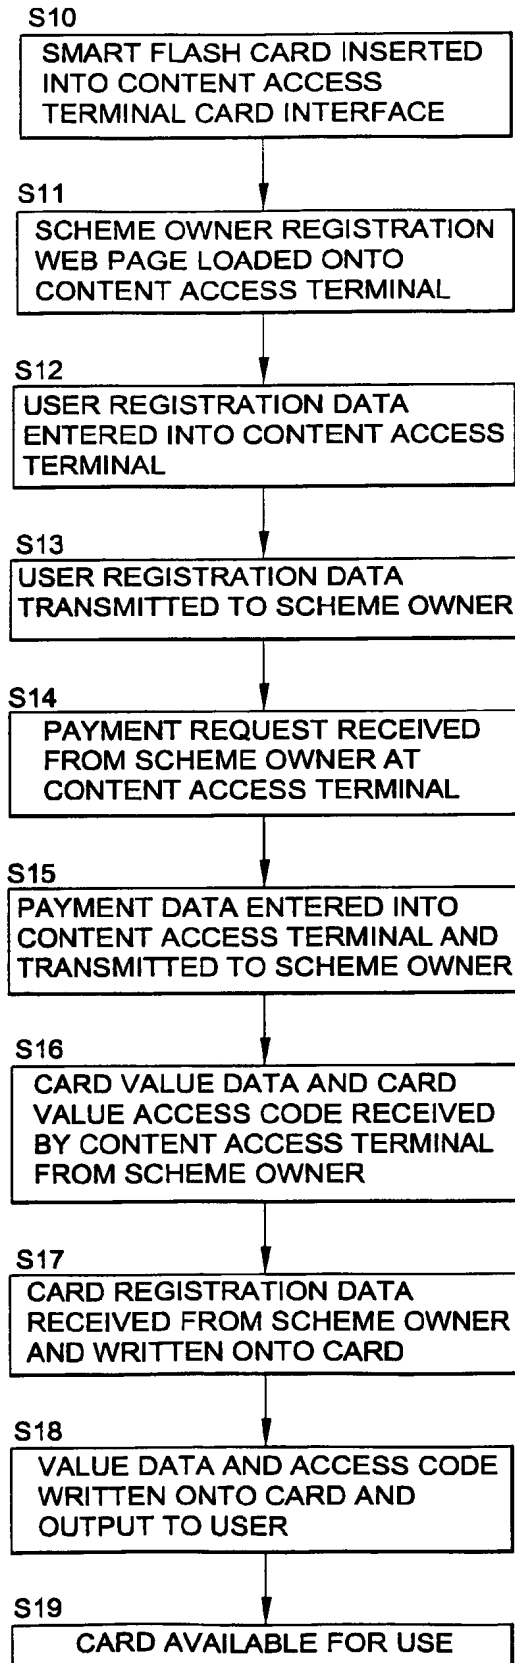 S10
SMART FLASH CARD INSERTED
INTO CONTENT ACCESS
TERMINAL CARD INTERFACE
S11
SCHEME OWNER REGISTRATION
WEB PAGE LOADED ONTO
CONTENT ACCESS TERMINAL
S12
USER REGISTRATION DATA
ENTERED INTO CONTENT ACCESS
TERMINAL
S13
USER REGISTRATION DATA
TRANSMITTED TO SCHEME OWNER
S14
PAYMENT REQUEST RECEIVED
FROM SCHEME OWNER AT
CONTENT ACCESS TERMINAL
S15
PAYMENT DATA ENTERED INTO
CONTENT ACCESS TERMINAL AND
TRANSMITTED TO SCHEME OWNER
S16
CARD VALUE DATA AND CARD
VALUE ACCESS CODE RECEIVED
BY CONTENT ACCESS TERMINAL
FROM SCHEME OWNER
S17
CARD REGISTRATION DATA
RECEIVED FROM SCHEME OWNER
AND WRITTEN ONTO CARD
S18
VALUE DATA AND ACCESS CODE
WRITTEN ONTO CARD AND
OUTPUT TO USER
S19
CARD AVAILABLE FOR USE